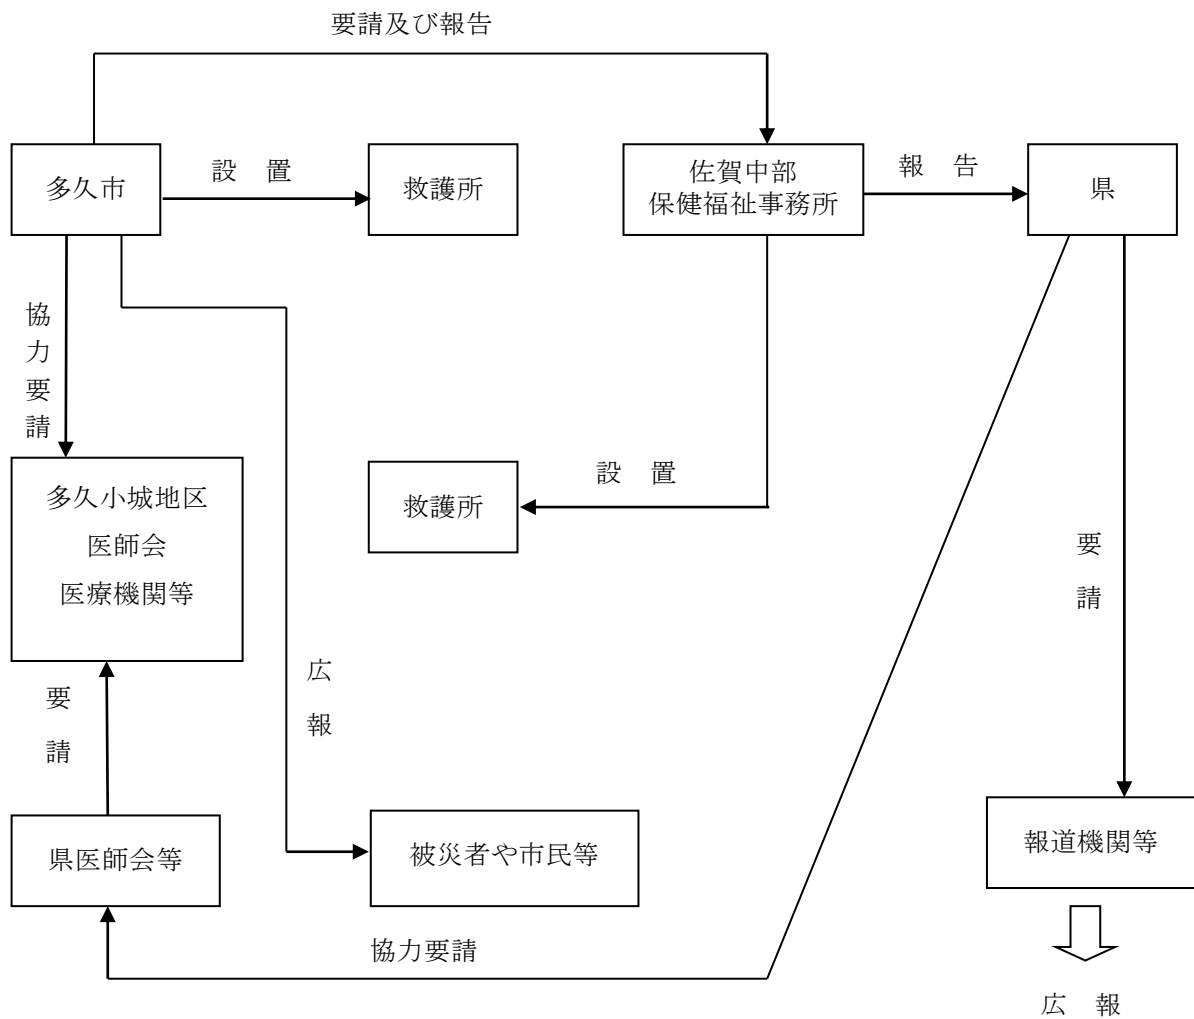 要請及び報告
多久市
設 置
救護所
佐賀中部
保健福祉事務所
報 告
県
協力要請
多久小城地区
医師会
医療機関等
救護所
設 置
要請
広報
要請
県医師会等
被災者や市民等
報道機関等
協力要請
広 報